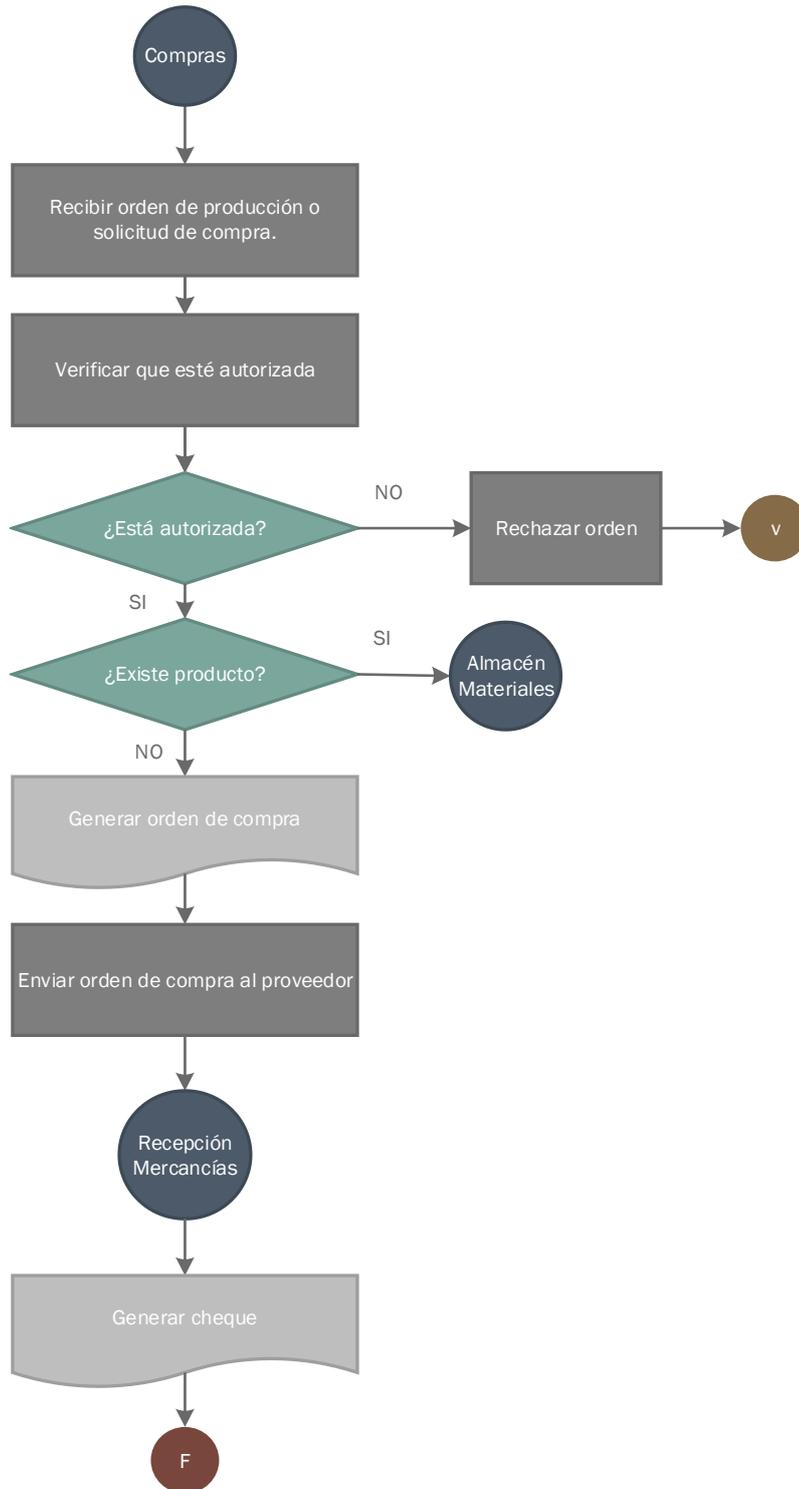 Compras
Recibir orden de producción o
solicitud de compra.
Verificar que esté autorizada
¿Está autorizada?
NO
Rechazar orden
v
SI
¿Existe producto?
SI
Almacén
Materiales
NO
Generar orden de compra
Enviar orden de compra al proveedor
Recepción
Mercancías
Generar cheque
F